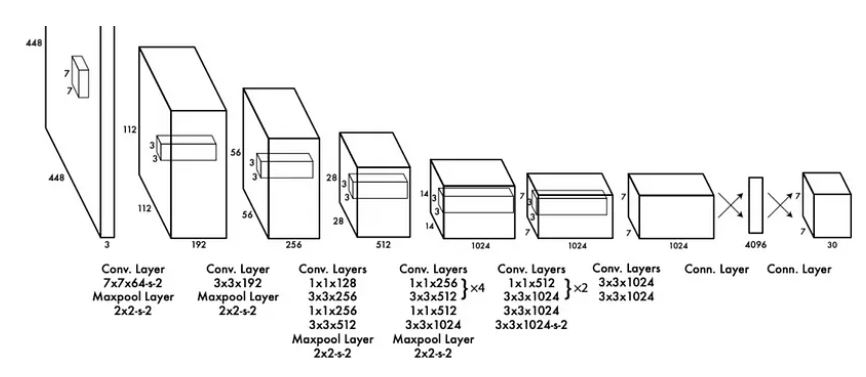 448
7
7
448
3
112
3
3
112
192
56
3
3
56
256
28
3
3
28
512
14
3
3
14
1024
7
3
3
7
1024
7
7
1024
4096
7
7
30
Conv. Layer
7x7x64-s-2
Maxpool Layer
2x2-s-2
Conv. Layer
3x3x192
Maxpool Layer
2x2-s-2
Conv. Layers
1x1x128
3x3x256
1x1x256
3x3x512
Maxpool Layer
2x2-s-2
Conv. Layers
1x1x256
3x3x512 }×4
1x1x512
3x3x1024
Maxpool Layer
2x2-s-2
Conv. Layers
1x1x512
3x3x1024 }×2
3x3x1024
3x3x1024-s-2
Conv. Layers
3x3x1024
3x3x1024
Conn. Layer
Conn. Layer